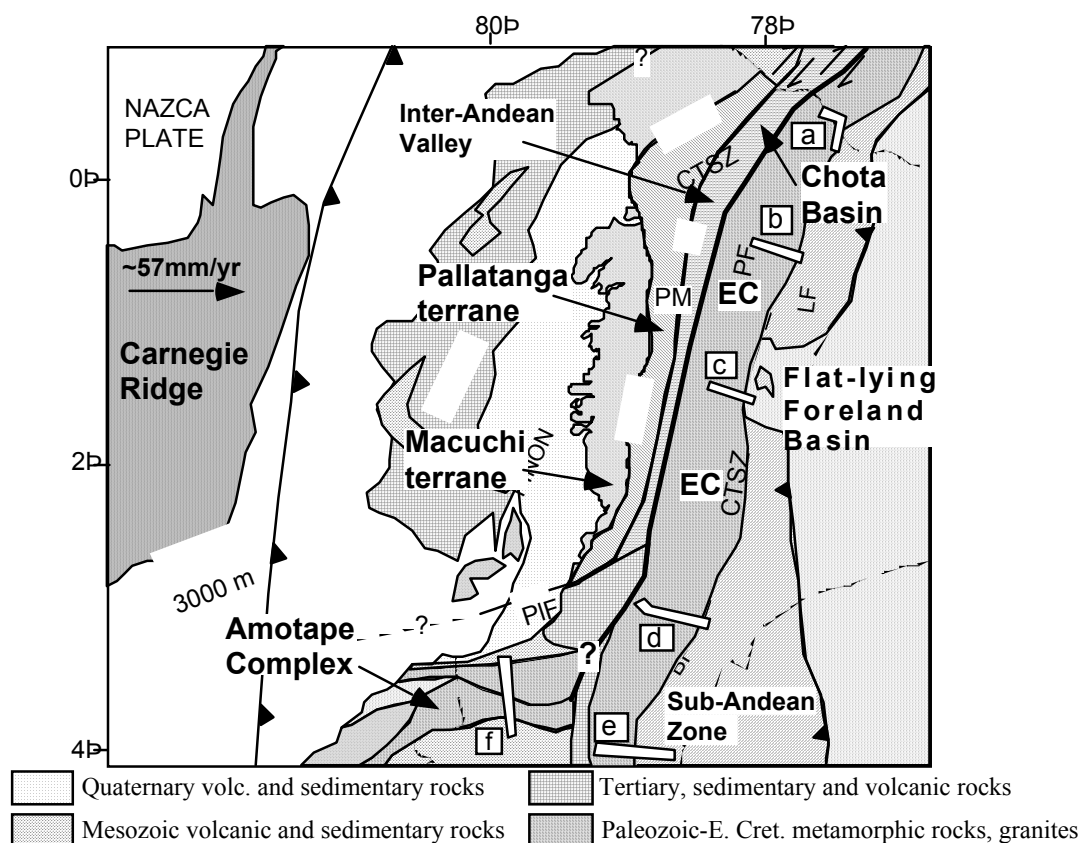 80Þ
78Þ
?
NAZCA
PLATE
Inter-Andean
Valley
a
CTSZ
0Þ
Chota
Basin
b
~57mm/yr
Pallatanga
terrane
PF
PM
EC
LF
Carnegie
Ridge
c
Flat-lying
Foreland
Basin
Macuchi
terrane
2Þ
EC
CTSZ
3000 m
PIF
?
Amotape
Complex
d
?
Sub-Andean
Zone
f
e
4Þ
Quaternary volc. and sedimentary rocks
Tertiary, sedimentary and volcanic rocks
Mesozoic volcanic and sedimentary rocks
Paleozoic-E. Cret. metamorphic rocks, granites